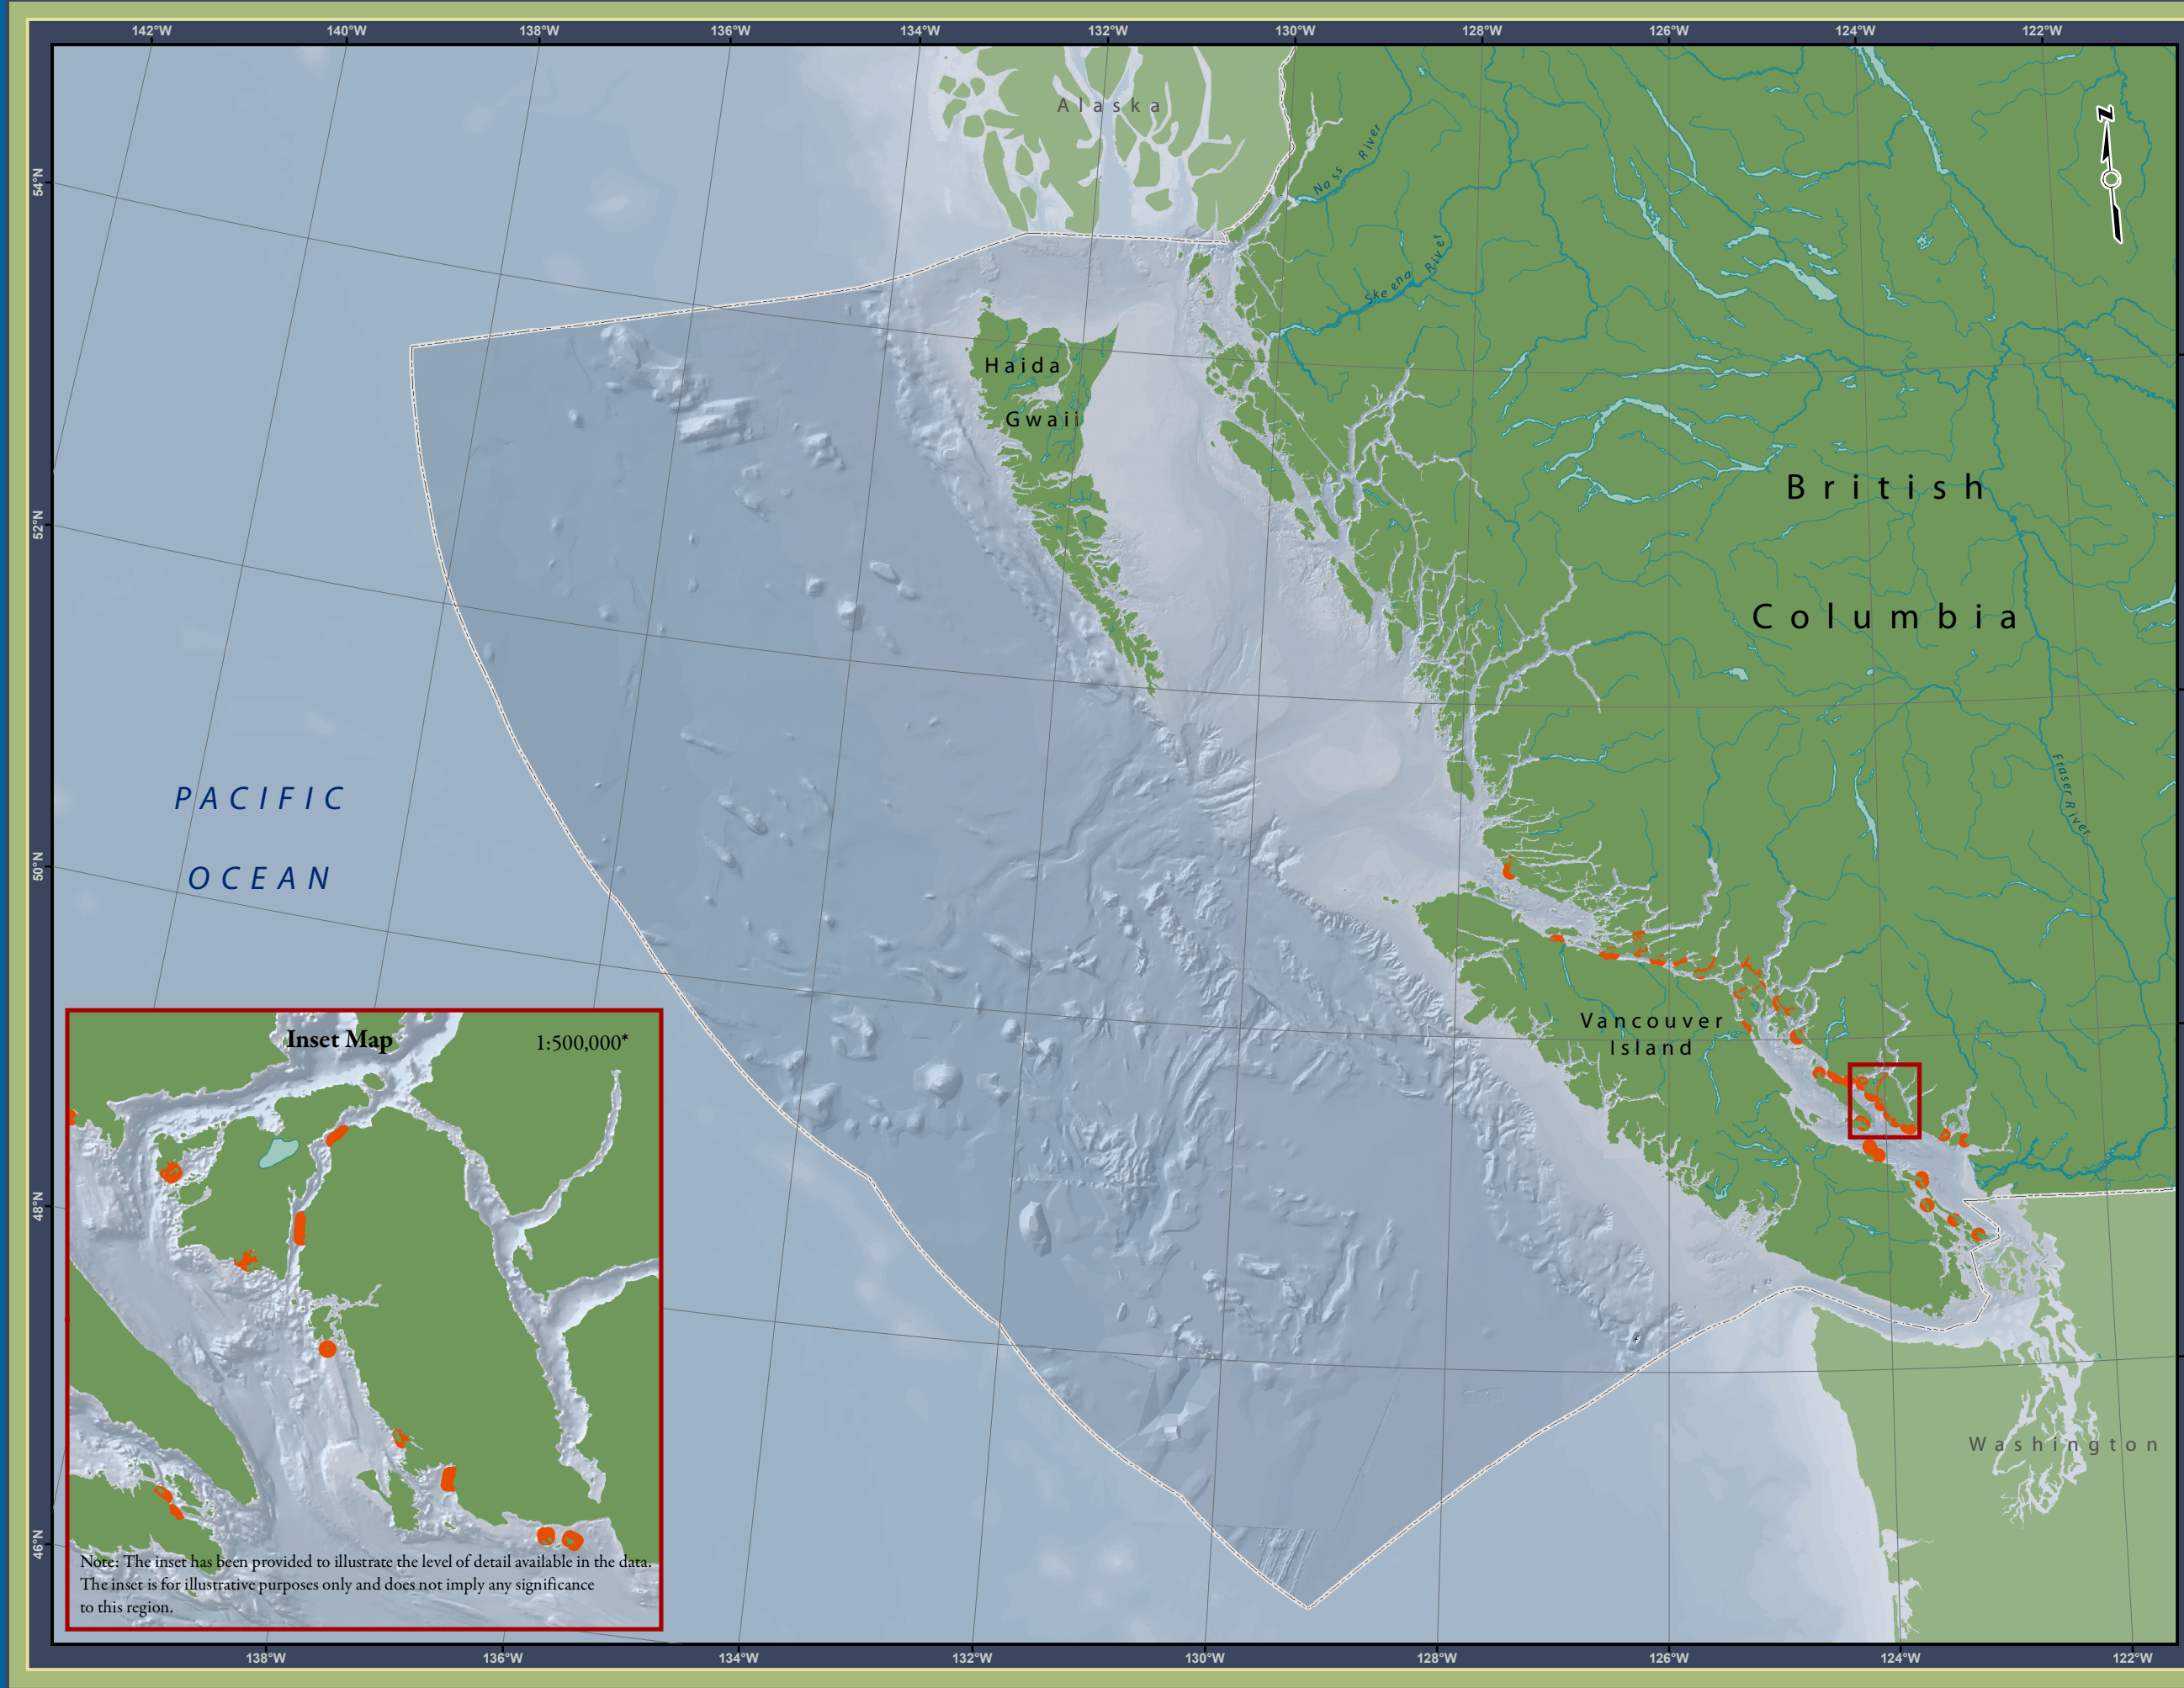 142°W 140°W 138°W 136°W 134°W 132°W 130°W 128°W 126°W 124°W 122°W
Alaska
N
Nass River
54°N
Skeena River
Haida
Gwaii
British
52°N
Columbia
PACIFIC
Fraser River
OCEAN
50°N
Vancouver
Island
Inset Map
1:500,000*
48°N
Washington
46°N
Note: The inset has been provided to illustrate the level of detail available in the data.
The inset is for illustrative purposes only and does not imply any significance
to this region.
138°W 136°W 134°W 132°W 130°W 128°W 126°W 124°W 122°W